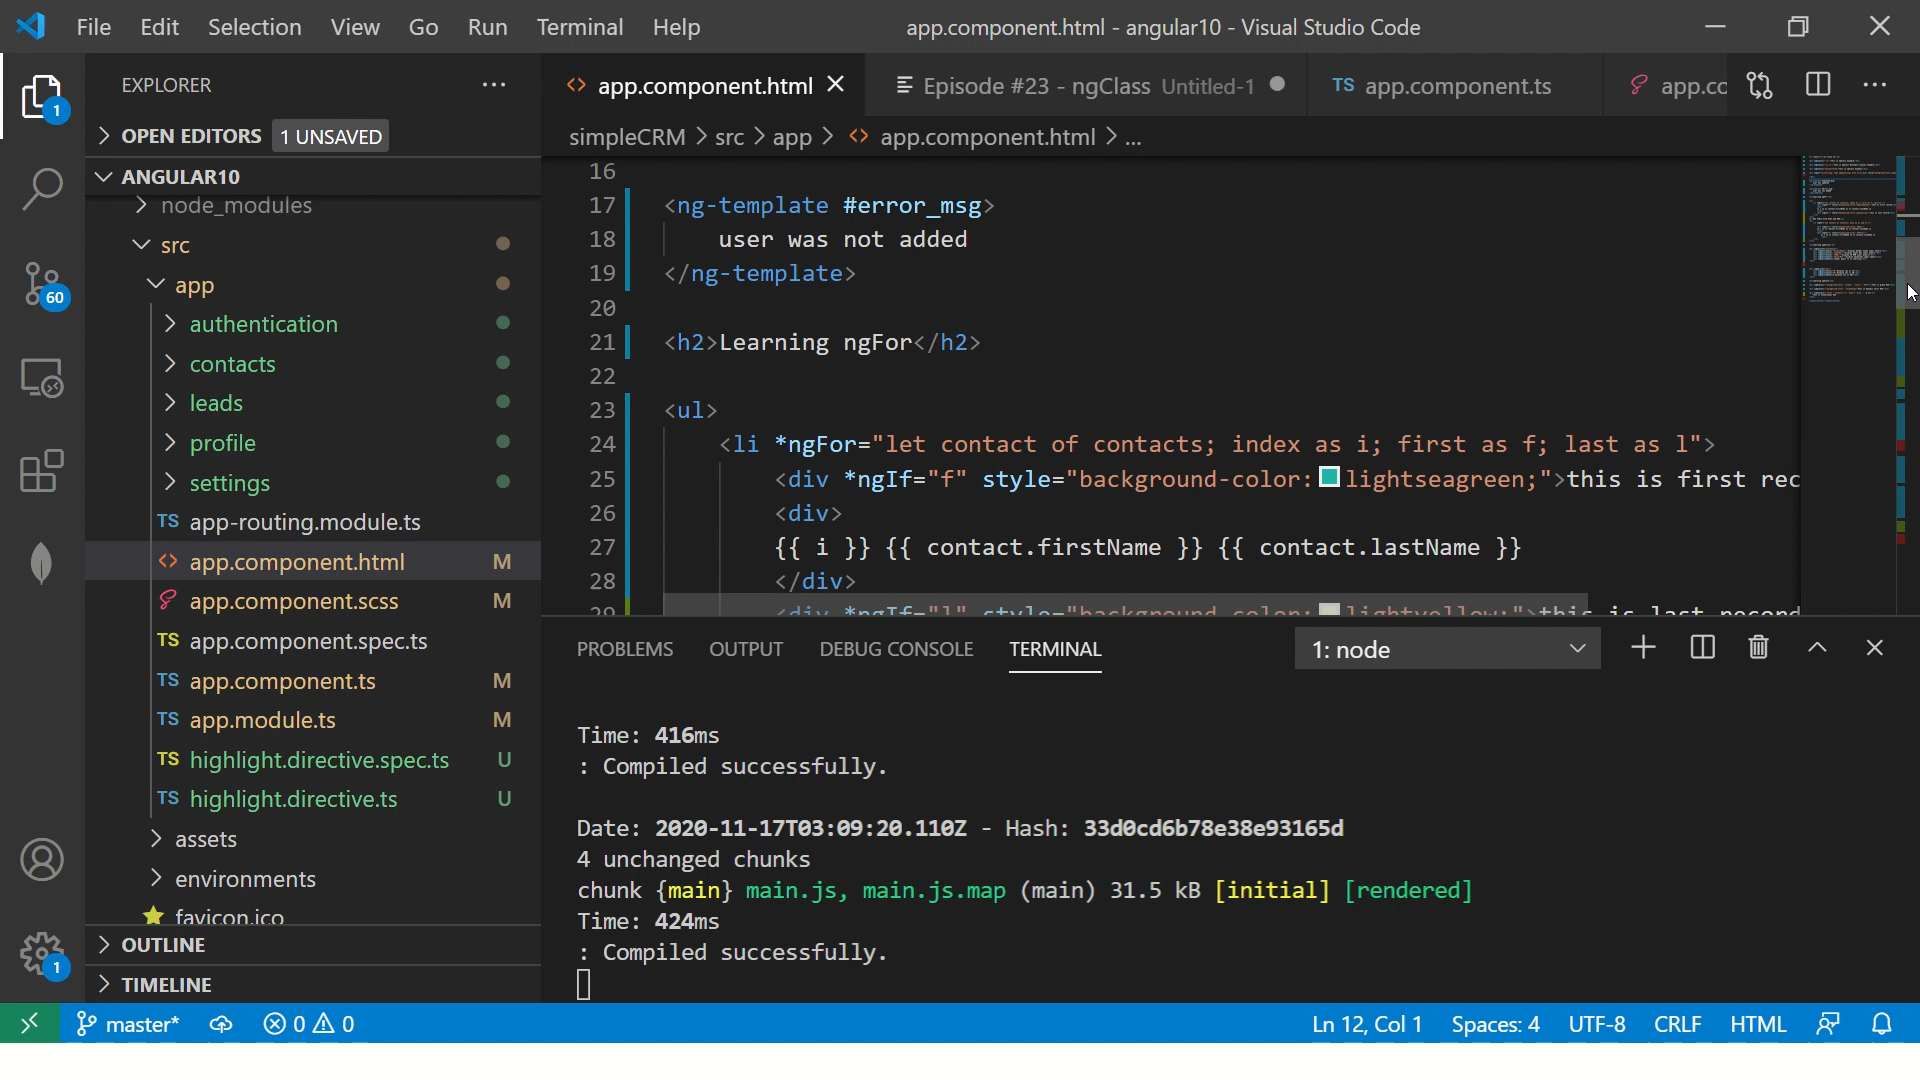 File Edit Selection View Go Run Terminal Help
app.component.html - angular10 - Visual Studio Code
EXPLORER
OPEN EDITORS 1 UNSAVED
ANGULAR10
node_modules
src
app
authentication
contacts
leads
profile
settings
TS app-routing.module.ts
<> app.component.html M
app.component.scss M
TS app.component.spec.ts
TS app.component.ts M
TS app.module.ts M
TS highlight.directive.spec.ts U
TS highlight.directive.ts U
assets
environments
favicon.ico
OUTLINE
TIMELINE
1
60
1
<> app.component.html
Episode #23 - ngClass Untitled-1
TS app.component.ts
app.co
simpleCRM > src > app > <> app.component.html > ...
16
17 <ng-template #error_msg>
18 user was not added
19 </ng-template>
20
21 <h2>Learning ngFor</h2>
22
23 <ul>
24 <li *ngFor="let contact of contacts; index as i; first as f; last as l">
25 <div *ngIf="f" style="background-color: lightseagreen;">this is first rec
26 <div>
27 {{ i }} {{ contact.firstName }} {{ contact.lastName }}
28 </div>
29 <div *ngIf="l" style="background-color: lightyellow;">this is last record
PROBLEMS OUTPUT DEBUG CONSOLE TERMINAL 1: node
Time: 416ms
: Compiled successfully.
Date: 2020-11-17T03:09:20.110Z - Hash: 33d0cd6b78e38e93165d
4 unchanged chunks
chunk {main} main.js, main.js.map (main) 31.5 kB [initial] [rendered]
Time: 424ms
: Compiled successfully.
master* 0 0 Ln 12, Col 1 Spaces: 4 UTF-8 CRLF HTML